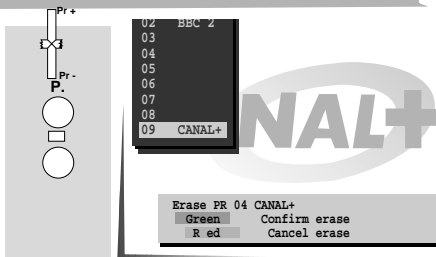 Pr +
Pr -
P.
02 BBC 2
03
04
05
06
07
08
09 CANAL+
NAL+
Erase PR 04 CANAL+
Green Confirm erase
R ed Cancel erase